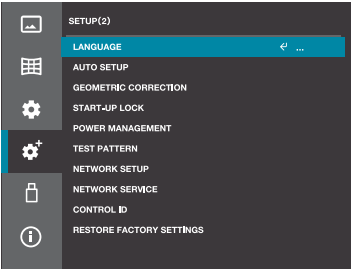 SETUP(2)
LANGUAGE ...
AUTO SETUP
GEOMETRIC CORRECTION
START-UP LOCK
POWER MANAGEMENT
TEST PATTERN
NETWORK SETUP
NETWORK SERVICE
CONTROL ID
RESTORE FACTORY SETTINGS